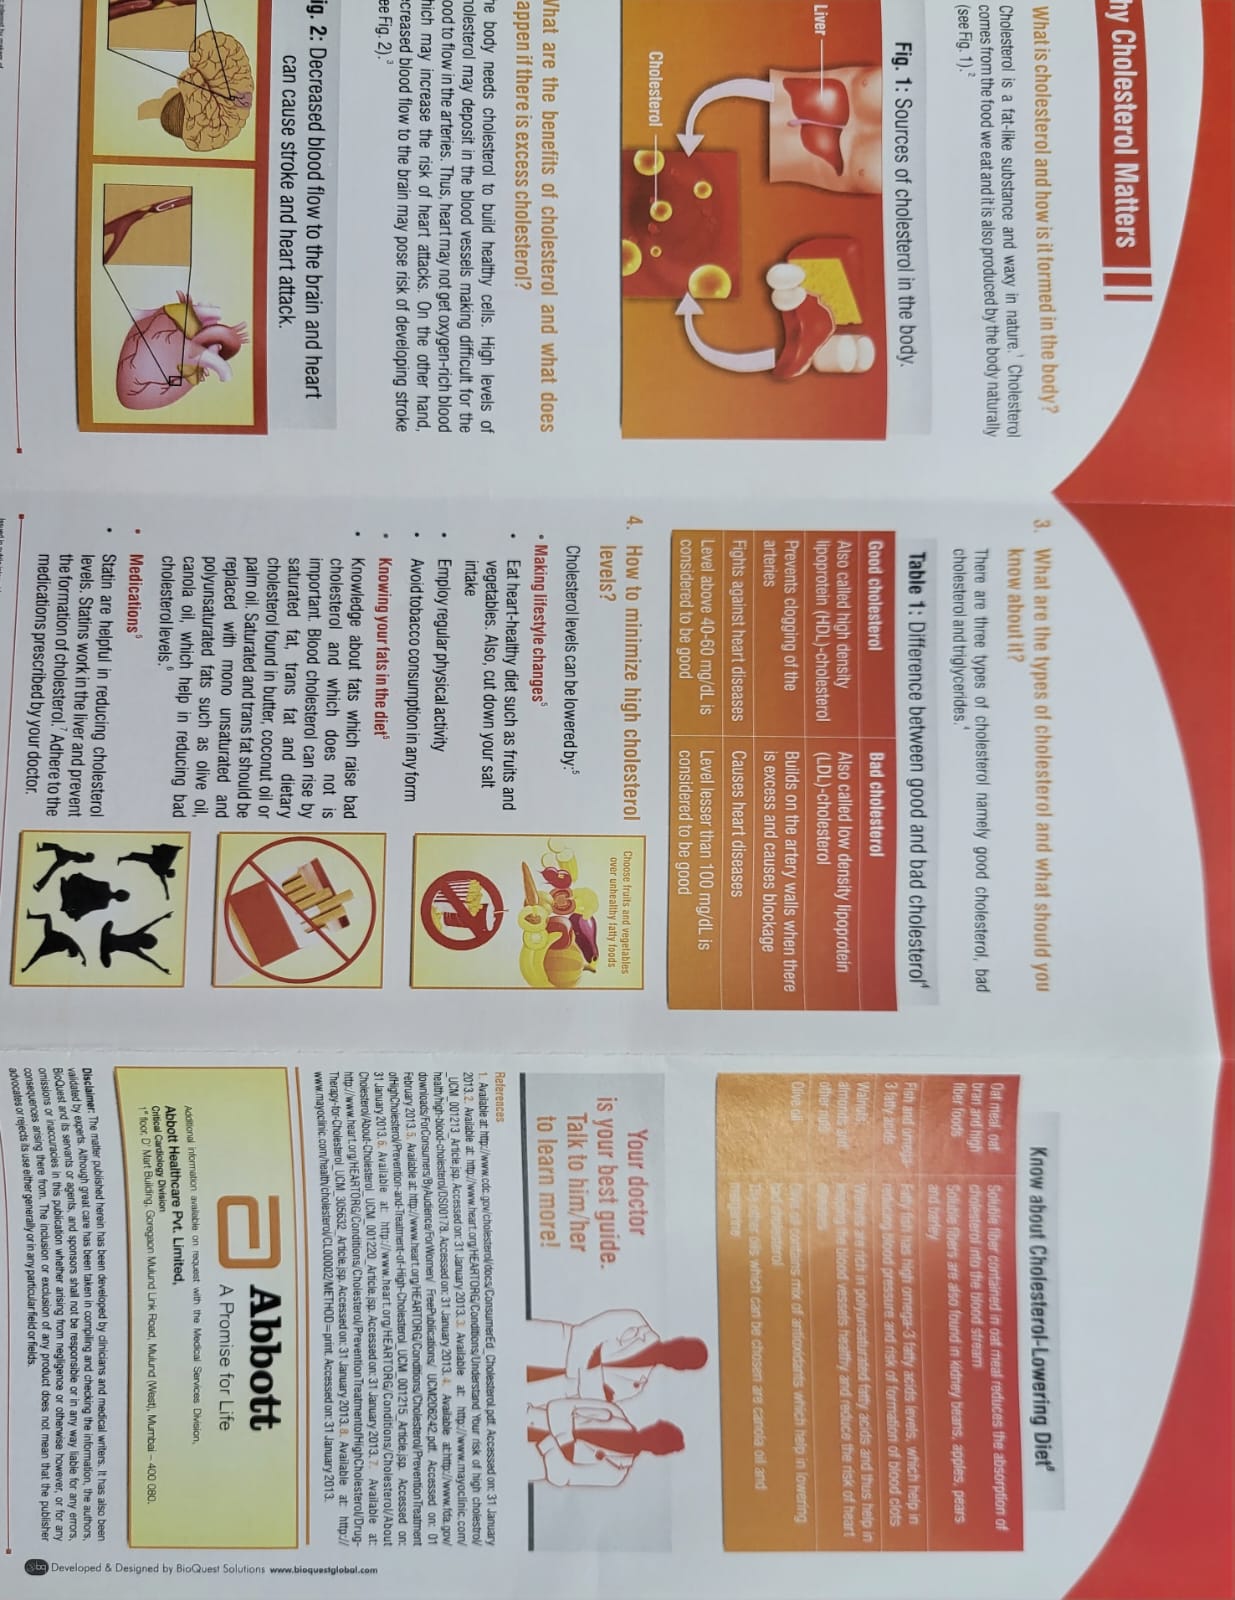 hy Cholesterol Matters
What is cholesterol and how is it formed in the body?
Cholesterol is a fat-like substance and waxy in nature.1 Cholesterol
comes from the food we eat and it is also produced by the body naturally
(see Fig. 1).2
Fig. 1: Sources of cholesterol in the body.
Liver
Cholesterol
What are the benefits of cholesterol and what does
appen if there is excess cholesterol?
he body needs cholesterol to build healthy cells. High levels of
holesterol may deposit in the blood vessels making difficult for the
ood to flow in the arteries. Thus, heart may not get oxygen-rich blood
hich may increase the risk of heart attacks. On the other hand,
ecreased blood flow to the brain may pose risk of developing stroke
ee Fig. 2).3
ig. 2: Decreased blood flow to the brain and heart
can cause stroke and heart attack.
3. What are the types of cholesterol and what should you
know about it?
There are three types of cholesterol namely good cholesterol, bad
cholesterol and triglycerides.4
Table 1: Difference between good and bad cholesterol4
Good cholesterol
Bad cholesterol
Also called high density
lipoprotein (HDL)-cholesterol
Also called low density lipoprotein
(LDL)-cholesterol
Prevents clogging of the
arteries
Builds on the artery walls when there
is excess and causes blockage
Fights against heart diseases
Causes heart diseases
Level above 40-60 mg/dL is
considered to be good
Level lesser than 100 mg/dL is
considered to be good
4. How to minimize high cholesterol
levels?
Cholesterol levels can be lowered by:5
• Making lifestyle changes5
• Eat heart-healthy diet such as fruits and
vegetables. Also, cut down your salt
intake
• Employ regular physical activity
• Avoid tobacco consumption in any form
• Knowing your fats in the diet5
• Knowledge about fats which raise bad
cholesterol and which does not is
important. Blood cholesterol can rise by
saturated fat, trans fat and dietary
cholesterol found in butter, coconut oil or
palm oil. Saturated and trans fat should be
replaced with mono unsaturated and
polyunsaturated fats such as olive oil,
canola oil, which help in reducing bad
cholesterol levels.6
• Medications5
• Statin are helpful in reducing cholesterol
levels. Statins work in the liver and prevent
the formation of cholesterol.7 Adhere to the
medications prescribed by your doctor.
Choose fruits and vegetables
over unhealthy fatty foods
Know about Cholesterol-Lowering Diet8
Oat meal, oat
bran and high
fiber foods
Soluble fiber contained in oat meal reduces the absorption of
cholesterol into the blood stream
Soluble fibers are also found in kidney beans, apples, pears
and barley
Fish and omega-
3 fatty acids
Fatty fish has high omega-3 fatty acids levels, which help in
blood pressure and risk of formation of blood clots
Walnuts,
almonds and
other nuts
Walnuts are rich in polyunsaturated fatty acids and thus help in
the blood vessels healthy and reduce the risk of heart
Olive oil
contains mix of antioxidants which help in lowering
cholesterol
oils which can be chosen are canola oil and
Your doctor
is your best guide.
Talk to him/her
to learn more!
References
1. Available at: http://www.cdc.gov/cholesterol/docs/ConsumerEd_Cholesterol.pdf. Accessed on: 31 January
2013. 2. Available at: http://www.heart.org/HEARTORG/Conditions/Understand Your risk of high cholestrol/
_UCM_001213_Article.jsp. Accessed on: 31 January 2013. 3. Available at: http://www.mayoclinic.com/
health/high-blood-cholesterol/DS00178. Accessed on: 31 January 2013. 4. Available at:http://www.fda.gov/
downloads/ForConsumers/ByAudience/ForWomen/ FreePublications/ UCM206242.pdf. Accessed on: 01
February 2013. 5. Available at: http://www.heart.org/HEARTORG/Conditions/Cholesterol/PreventionTreatment
ofHighCholesterol/Prevention-and-Treatment-of-High-Cholesterol_UCM_001215_Article.jsp. Accessed on:
31 January 2013. 6. Available at: http://www.heart.org/HEARTORG/Conditions/Cholesterol/About
Cholesterol/About-Cholesterol_UCM_001220_Article.jsp. Accessed on: 31 January 2013. 7. Available at:
http://www.heart.org/HEARTORG/Conditions/Cholesterol/PreventionTreatmentofHighCholesterol/Drug-
Therapy-for-Cholesterol_UCM_305632_Article.jsp. Accessed on: 31 January 2013. 8. Available at: http://
www.mayoclinic.com/health/cholesterol/CL00002/METHOD=print. Accessed on: 31 January 2013.
Abbott
A Promise for Life
Additional information available on request with the Medical Services Division,
Abbott Healthcare Pvt. Limited,
Critical Cardiology Division
1st floor, D' Mart Building, Goregaon Mulund Link Road, Mulund (West), Mumbai – 400 080.
Disclaimer: The matter published herein has been developed by clinicians and medical writers. It has also been
validated by experts. Although great care has been taken in compiling and checking the information, the authors,
BioQuest and its servants or agents, and sponsors shall not be responsible or in any way liable for any errors,
omissions or inaccuracies in this publication whether arising from negligence or otherwise however, or for any
consequences arising there from. The inclusion or exclusion of any product does not mean that the publisher
advocates or rejects its use either generally or in any particular field or fields.
bq Developed & Designed by BioQuest Solutions www.bioquestglobal.com